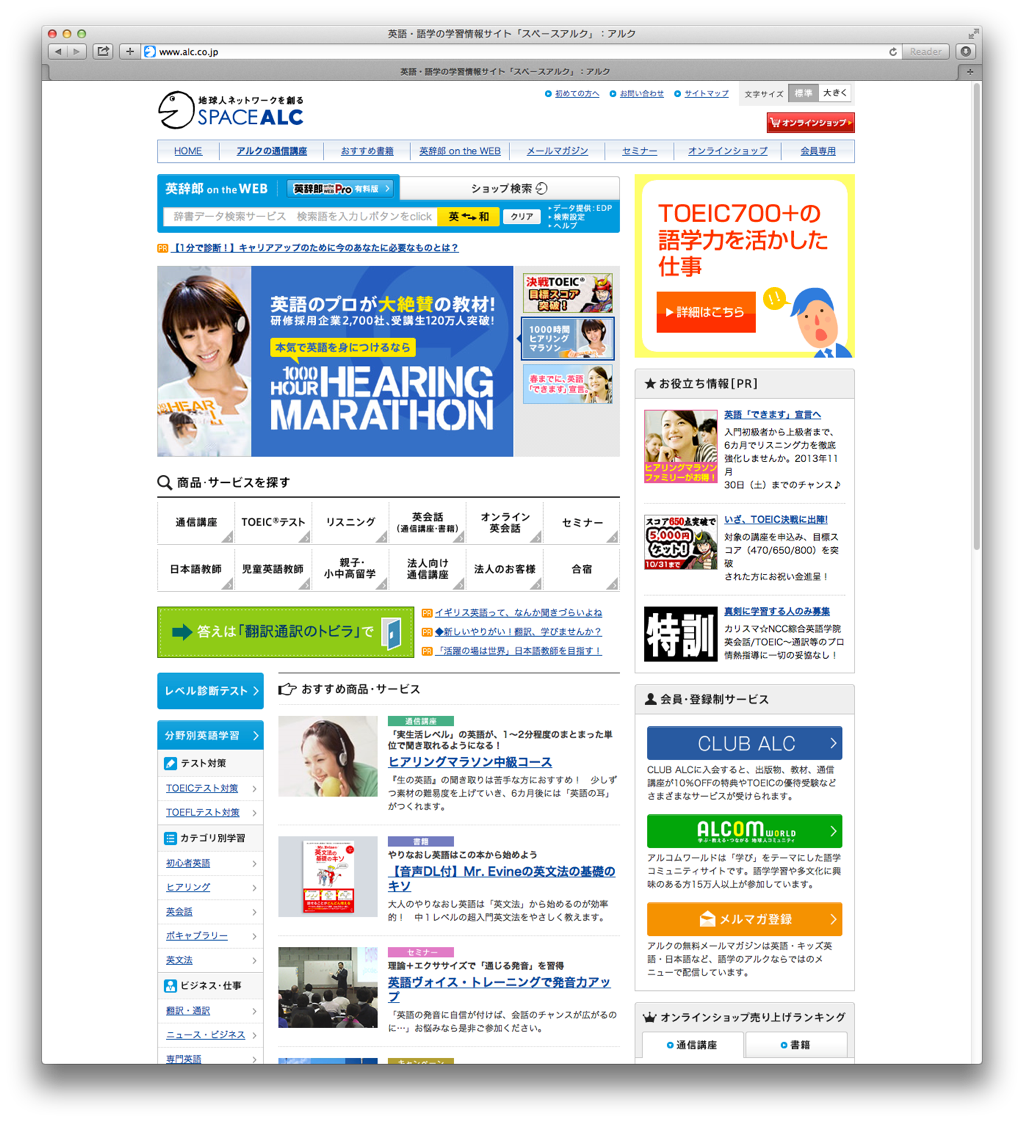 英語・語学の学習情報サイト「スペースアルク」：アルク
www.alc.co.jp
Reader
英語・語学の学習情報サイト「スペースアルク」：アルク
地球人ネットワークを創る
SPACEALC
初めての方へ
お問い合わせ
サイトマップ
文字サイズ
標準
大きく
オンラインショップ
HOME
アルクの通信講座
おすすめ書籍
英辞郎 on the WEB
メールマガジン
セミナー
オンラインショップ
会員専用
英辞郎 on the WEB
英辞郎 on the WEB Pro 有料版
ショップ検索
辞書データ検索サービス 検索語を入力しボタンをclick
英⇔和
クリア
データ提供:EDP
検索設定
ヘルプ
PR 【1分で診断！】キャリアアップのために今のあなたに必要なものとは？
英語のプロが大絶賛の教材!
研修採用企業2,700社、受講生120万人突破!
本気で英語を身につけるなら
1000 HOUR HEARING
MARATHON
決戦TOEIC®
目標スコア
突破!
1000時間
ヒアリング
マラソン
春までに、英語
「できます」宣言。
TOEIC700+の
語学力を活かした
仕事
詳細はこちら
お役立ち情報[PR]
ヒアリングマラソン
ファミリーがお得！
英語「できます」宣言へ
入門初級者から上級者まで、
6カ月でリスニング力を徹底
強化しませんか。2013年11
月
30日（土）までのチャンス♪
スコア650点突破で
5,000円
ゲット！
10/31まで
いざ、TOEIC決戦に出陣!
対象の講座を申込み、目標ス
コア（470/650/800）を突
破
された方にお祝い金進呈！
特訓
真剣に学習する人のみ募集
カリスマ☆NCC綜合英語学院
英会話/TOEIC〜通訳等のプロ
情熱指導に一切の妥協なし！
商品・サービスを探す
通信講座
TOEIC®テスト
リスニング
英会話
(通信講座・書籍)
オンライン
英会話
セミナー
日本語教師
児童英語教師
親子・
小中高留学
法人向け
通信講座
法人のお客様
合宿
答えは「翻訳通訳のトビラ」で
PR イギリス英語って、なんか聞きづらいよね
PR ◆新しいやりがい！翻訳、学びませんか？
PR 「活躍の場は世界」日本語教師を目指す！
レベル診断テスト
分野別英語学習
テスト対策
TOEICテスト対策
TOEFLテスト対策
カテゴリ別学習
初心者英語
ヒアリング
英会話
ボキャブラリー
英文法
ビジネス・仕事
翻訳・通訳
ニュース・ビジネス
専門英語
おすすめ商品・サービス
通信講座
「実生活レベル」の英語が、1〜2分程度のまとまった単
位で聞き取れるようになる！
ヒアリングマラソン中級コース
『生の英語』の聞き取りは苦手な方におすすめ！ 少しず
つ素材の難易度を上げていき、6カ月後には「英語の耳」
がつくれます。
書籍
やりなおし英語はこの本から始めよう
【音声DL付】Mr. Evineの英文法の基礎の
キソ
大人のやりなおし英語は「英文法」から始めるのが効率
的！ 中１レベルの超入門英文法をやさしく教えます。
Mr. Evineの
英文法の
基礎のキソ
セミナー
理論＋エクササイズで「通じる発音」を習得
英語ヴォイス・トレーニングで発音力アッ
プ
「英語の発音に自信が付けば、会話のチャンスが広がるの
に…」お悩みなら是非ご参加ください。
キャンペーン
会員・登録制サービス
CLUB ALC
CLUB ALCに入会すると、出版物、教材、通信
講座が10%OFFの特典やTOEICの優待受験など
さまざまなサービスが受けられます。
ALCOM WORLD
学ぶ・教える・つながる 地球人コミュニティ
アルコムワールドは「学び」をテーマにした語学
コミュニティサイトです。語学学習や多文化に興
味のある方15万人以上が参加しています。
メルマガ登録
アルクの無料メールマガジンは英語・キッズ英
語・日本語など、語学のアルクならではのメ
ニューで配信しています。
オンラインショップ売り上げランキング
通信講座
書籍